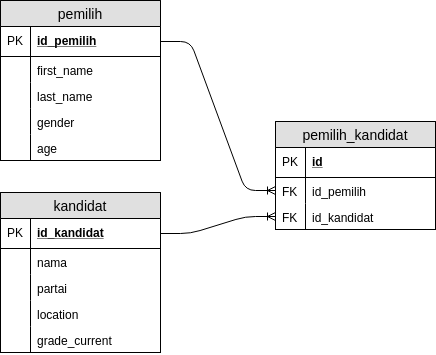 pemilih
PK id_pemilih
first_name
last_name
gender
age
kandidat
PK id_kandidat
nama
partai
location
grade_current
pemilih_kandidat
PK id
FK id_pemilih
FK id_kandidat